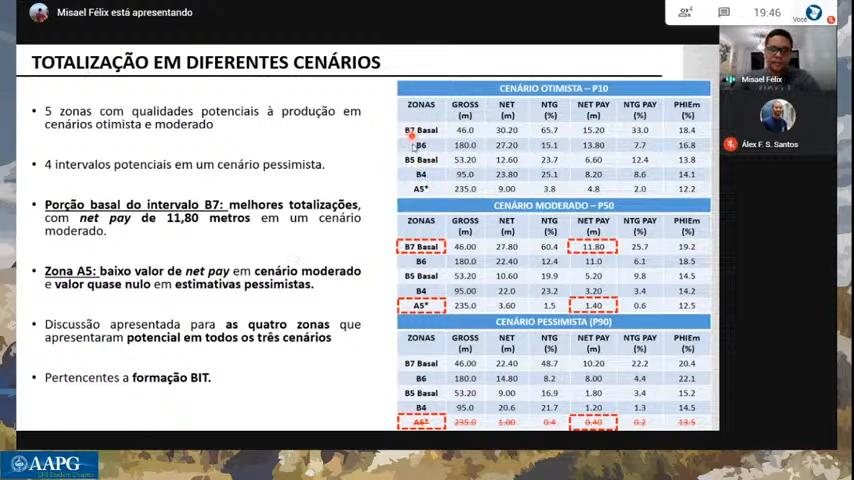 Misael Félix está apresentando
4
19:46
Você
TOTALIZAÇÃO EM DIFERENTES CENÁRIOS
• 5 zonas com qualidades potenciais à produção em
cenários otimista e moderado
• 4 intervalos potenciais em um cenário pessimista.
• Porção basal do intervalo B7: melhores totalizações,
com net pay de 11,80 metros em um cenário
moderado.
• Zona A5: baixo valor de net pay em cenário moderado
e valor quase nulo em estimativas pessimistas.
• Discussão apresentada para as quatro zonas que
apresentaram potencial em todos os três cenários
• Pertencentes a formação BIT.
CENÁRIO OTIMISTA – P10
ZONAS GROSS (m) NET (m) NTG (%) NET PAY (m) NTG PAY (%) PHIEm (%)
B7 Basal 46.0 30.20 65.7 15.20 33.0 18.4
B6 180.0 27.20 15.1 13.80 7.7 16.8
B5 Basal 53.20 12.60 23.7 6.60 12.4 13.8
B4 95.0 23.80 25.1 8.20 8.6 14.1
A5* 235.0 9.00 3.8 4.8 2.0 12.2
CENÁRIO MODERADO – P50
ZONAS GROSS (m) NET (m) NTG (%) NET PAY (m) NTG PAY (%) PHIEm (%)
B7 Basal 46.00 27.80 60.4 11.80 25.7 19.2
B6 180.0 22.40 12.4 11.0 6.1 18.5
B5 Basal 53.20 10.60 19.9 5.20 9.8 14.5
B4 95.00 22.0 23.2 3.20 3.4 14.2
A5* 235.0 3.60 1.5 1.40 0.6 12.5
CENÁRIO PESSIMISTA (P90)
ZONAS GROSS (m) NET (m) NTG (%) NET PAY (m) NTG PAY (%) PHIEm (%)
B7 Basal 46.00 22.40 48.7 10.20 22.2 20.4
B6 180.0 14.80 8.2 8.00 4.4 22.1
B5 Basal 53.20 9.00 16.9 1.80 3.4 15.2
B4 95.0 20.6 21.7 1.20 1.3 14.5
A5* 235.0 1.00 0.4 0.40 0.2 13.5
Misael Félix
Álex F. S. Santos
AAPG